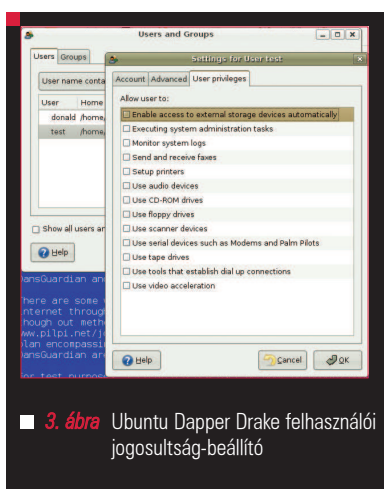 Users and Groups
Settings for User test
Users Groups
User name conta
User Home
donald /home,
test /home,
Show all users ar
Help
Account Advanced User privileges
Allow user to:
Enable access to external storage devices automatically
Executing system administration tasks
Monitor system logs
Send and receive faxes
Setup printers
Use audio devices
Use CD-ROM drives
Use floppy drives
Use scanner devices
Use serial devices such as Modems and Palm Pilots
Use tape drives
Use tools that establish dial up connections
Use video acceleration
Help Cancel OK
ansGuardian an
here are some
nternet throug
hough out meth
ww.pilpi.net/j
lan encompassi
ansGuardian ar
or test purpos
3. ábra Ubuntu Dapper Drake felhasználói
jogosultság-beállító